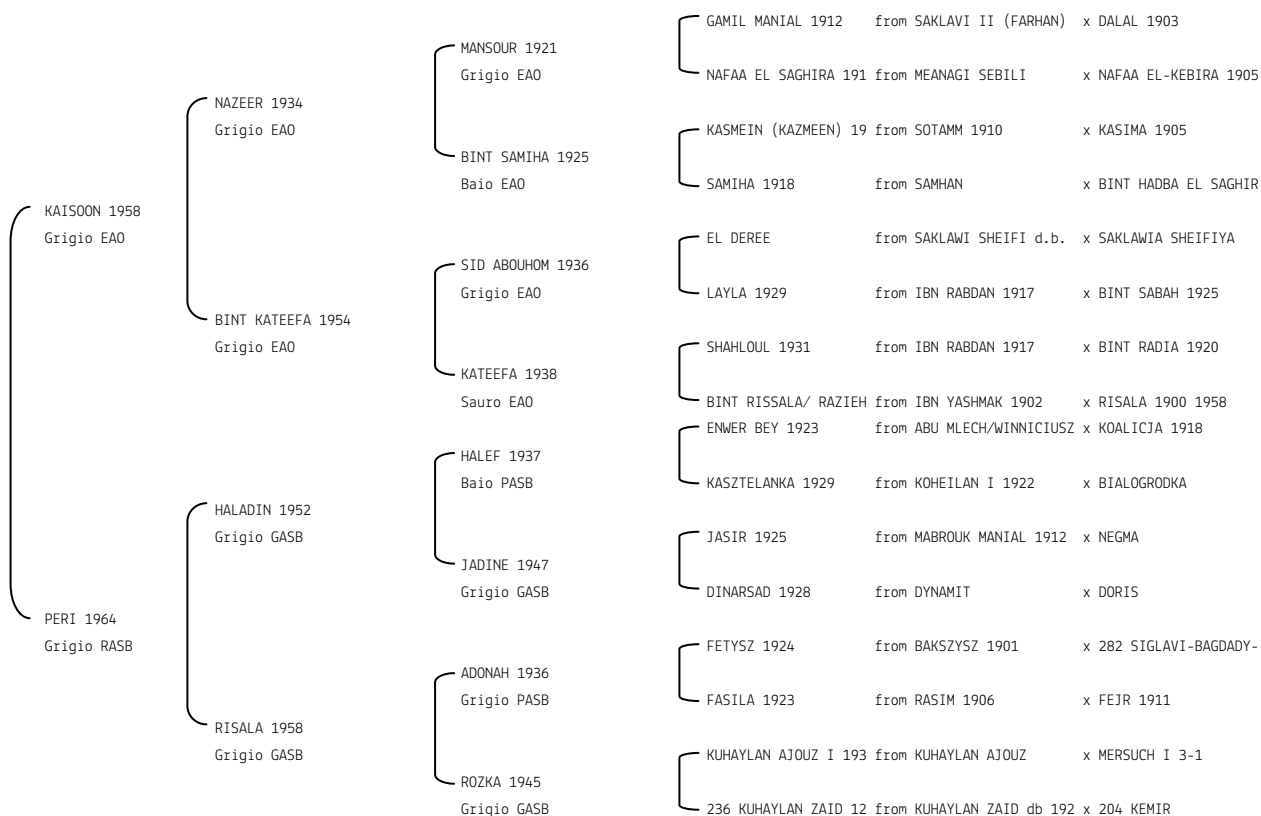 GAMIL MANIAL 1912 from SAKLAVI II (FARHAN) x DALAL 1903
MANSOUR 1921
Grigio EAO
NAFAA EL SAGHIRA 191 from MEANAGI SEBILI x NAFAA EL-KEBIRA 1905
NAZEER 1934
Grigio EAO
KASMEIN (KAZMEEN) 19 from SOTAMM 1910 x KASIMA 1905
BINT SAMIHA 1925
Baio EAO
SAMIHA 1918 from SAMHAN x BINT HADBA EL SAGHIR
KAISOON 1958
Grigio EAO
EL DEREE from SAKLAWI SHEIFI d.b. x SAKLAWIA SHEIFIYA
SID ABOUHOM 1936
Grigio EAO
LAYLA 1929 from IBN RABDAN 1917 x BINT SABAH 1925
BINT KATEEFA 1954
Grigio EAO
SHAHLOUL 1931 from IBN RABDAN 1917 x BINT RADIA 1920
KATEEFA 1938
Sauro EAO
BINT RISSALA/ RAZIEH from IBN YASHMAK 1902 x RISALA 1900 1958
ENWER BEY 1923 from ABU MLECH/WINNICIUSZ x KOALICJA 1918
HALEF 1937
Baio PASB
KASZTELANKA 1929 from KOHEILAN I 1922 x BIALOGRODKA
HALADIN 1952
Grigio GASB
JASIR 1925 from MABROUK MANIAL 1912 x NEGMA
JADINE 1947
Grigio GASB
DINARSAD 1928 from DYNAMIT x DORIS
PERI 1964
Grigio RASB
FETYSZ 1924 from BAKSZYSZ 1901 x 282 SIGLAVI-BAGDADY-
ADONAH 1936
Grigio PASB
FASILA 1923 from RASIM 1906 x FEJR 1911
RISALA 1958
Grigio GASB
KUHAYLAN AJOUZ I 193 from KUHAYLAN AJOUZ x MERSUCH I 3-1
ROZKA 1945
Grigio GASB
236 KUHAYLAN ZAID 12 from KUHAYLAN ZAID db 192 x 204 KEMIR